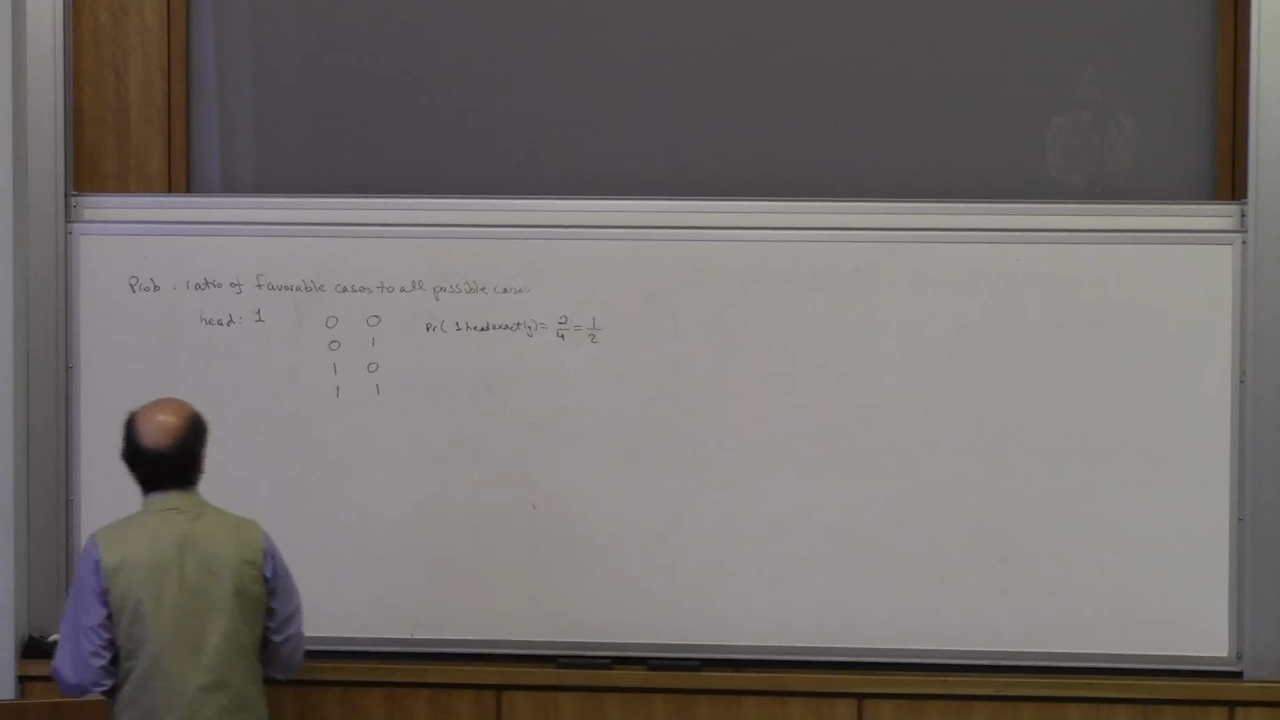 Prob : ratio of favorable cases to all possible cases
head: 1 0 0 Pr( 1 head exactly) = 2/4 = 1/2
0 1
1 0
1 1